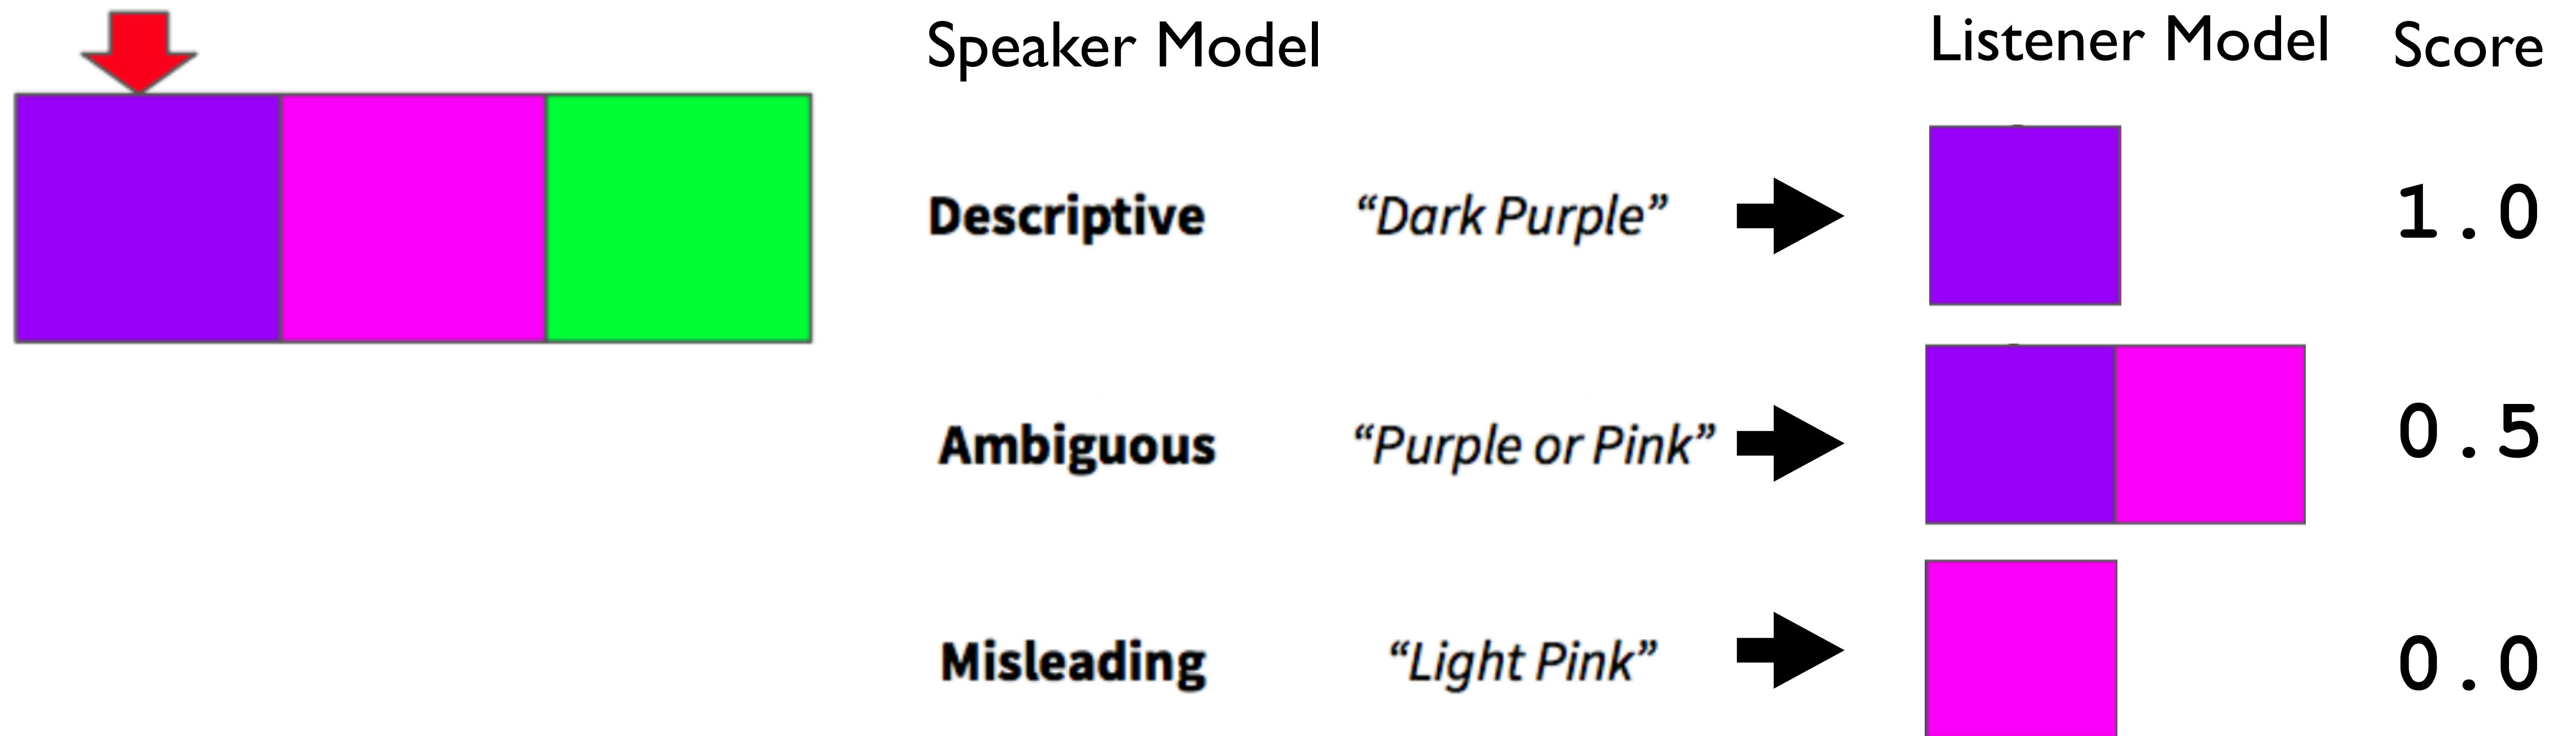 Speaker Model Listener Model Score
Descriptive “Dark Purple” 1.0
Ambiguous “Purple or Pink” 0.5
Misleading “Light Pink” 0.0